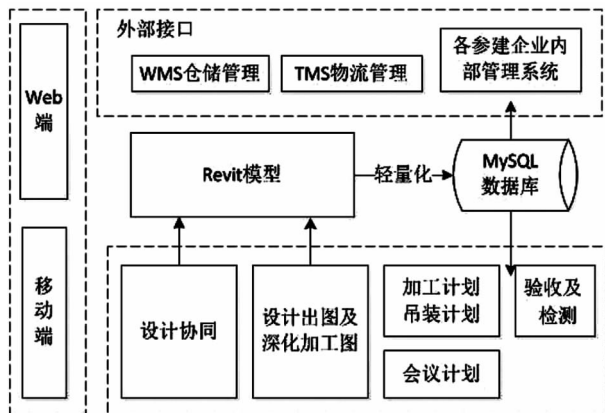 外部接口
WMS仓储管理
TMS物流管理
各参建企业内
部管理系统
Web
端
移
动
端
Revit模型
轻量化
MySQL
数据库
设计协同
设计出图及
深化加工图
加工计划
吊装计划
会议计划
验收及
检测